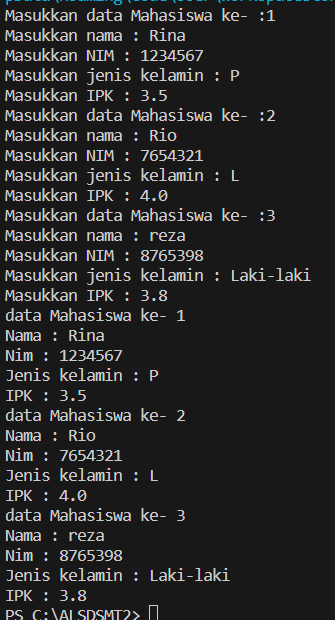 Masukkan data Mahasiswa ke- :1
Masukkan nama : Rina
Masukkan NIM : 1234567
Masukkan jenis kelamin : P
Masukkan IPK : 3.5
Masukkan data Mahasiswa ke- :2
Masukkan nama : Rio
Masukkan NIM : 7654321
Masukkan jenis kelamin : L
Masukkan IPK : 4.0
Masukkan data Mahasiswa ke- :3
Masukkan nama : reza
Masukkan NIM : 8765398
Masukkan jenis kelamin : Laki-laki
Masukkan IPK : 3.8
data Mahasiswa ke- 1
Nama : Rina
Nim : 1234567
Jenis kelamin : P
IPK : 3.5
data Mahasiswa ke- 2
Nama : Rio
Nim : 7654321
Jenis kelamin : L
IPK : 4.0
data Mahasiswa ke- 3
Nama : reza
Nim : 8765398
Jenis kelamin : Laki-laki
IPK : 3.8
PS C:\ALSDSMT2>